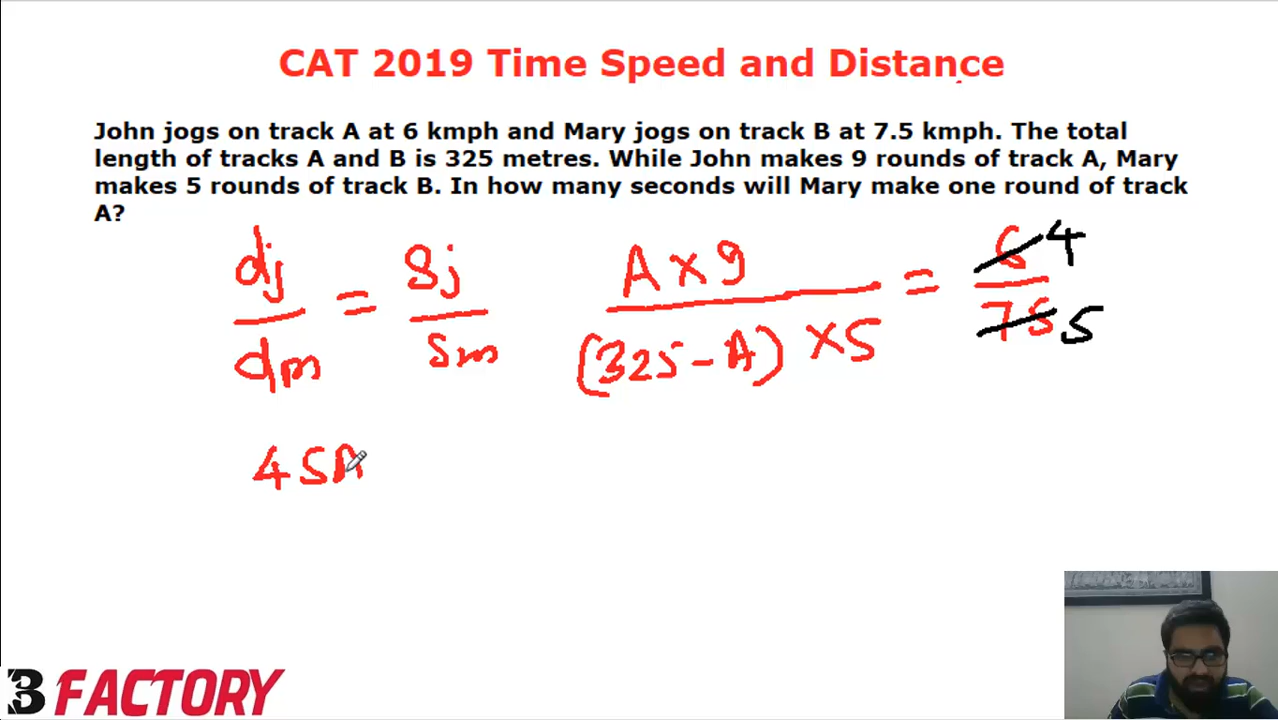 CAT 2019 Time Speed and Distance
John jogs on track A at 6 kmph and Mary jogs on track B at 7.5 kmph. The total
length of tracks A and B is 325 metres. While John makes 9 rounds of track A, Mary
makes 5 rounds of track B. In how many seconds will Mary make one round of track
A?
dj = Sj A × 9 = 6 4
dm Sm (325 - A) × 5 75 5
45A
B FACTORY